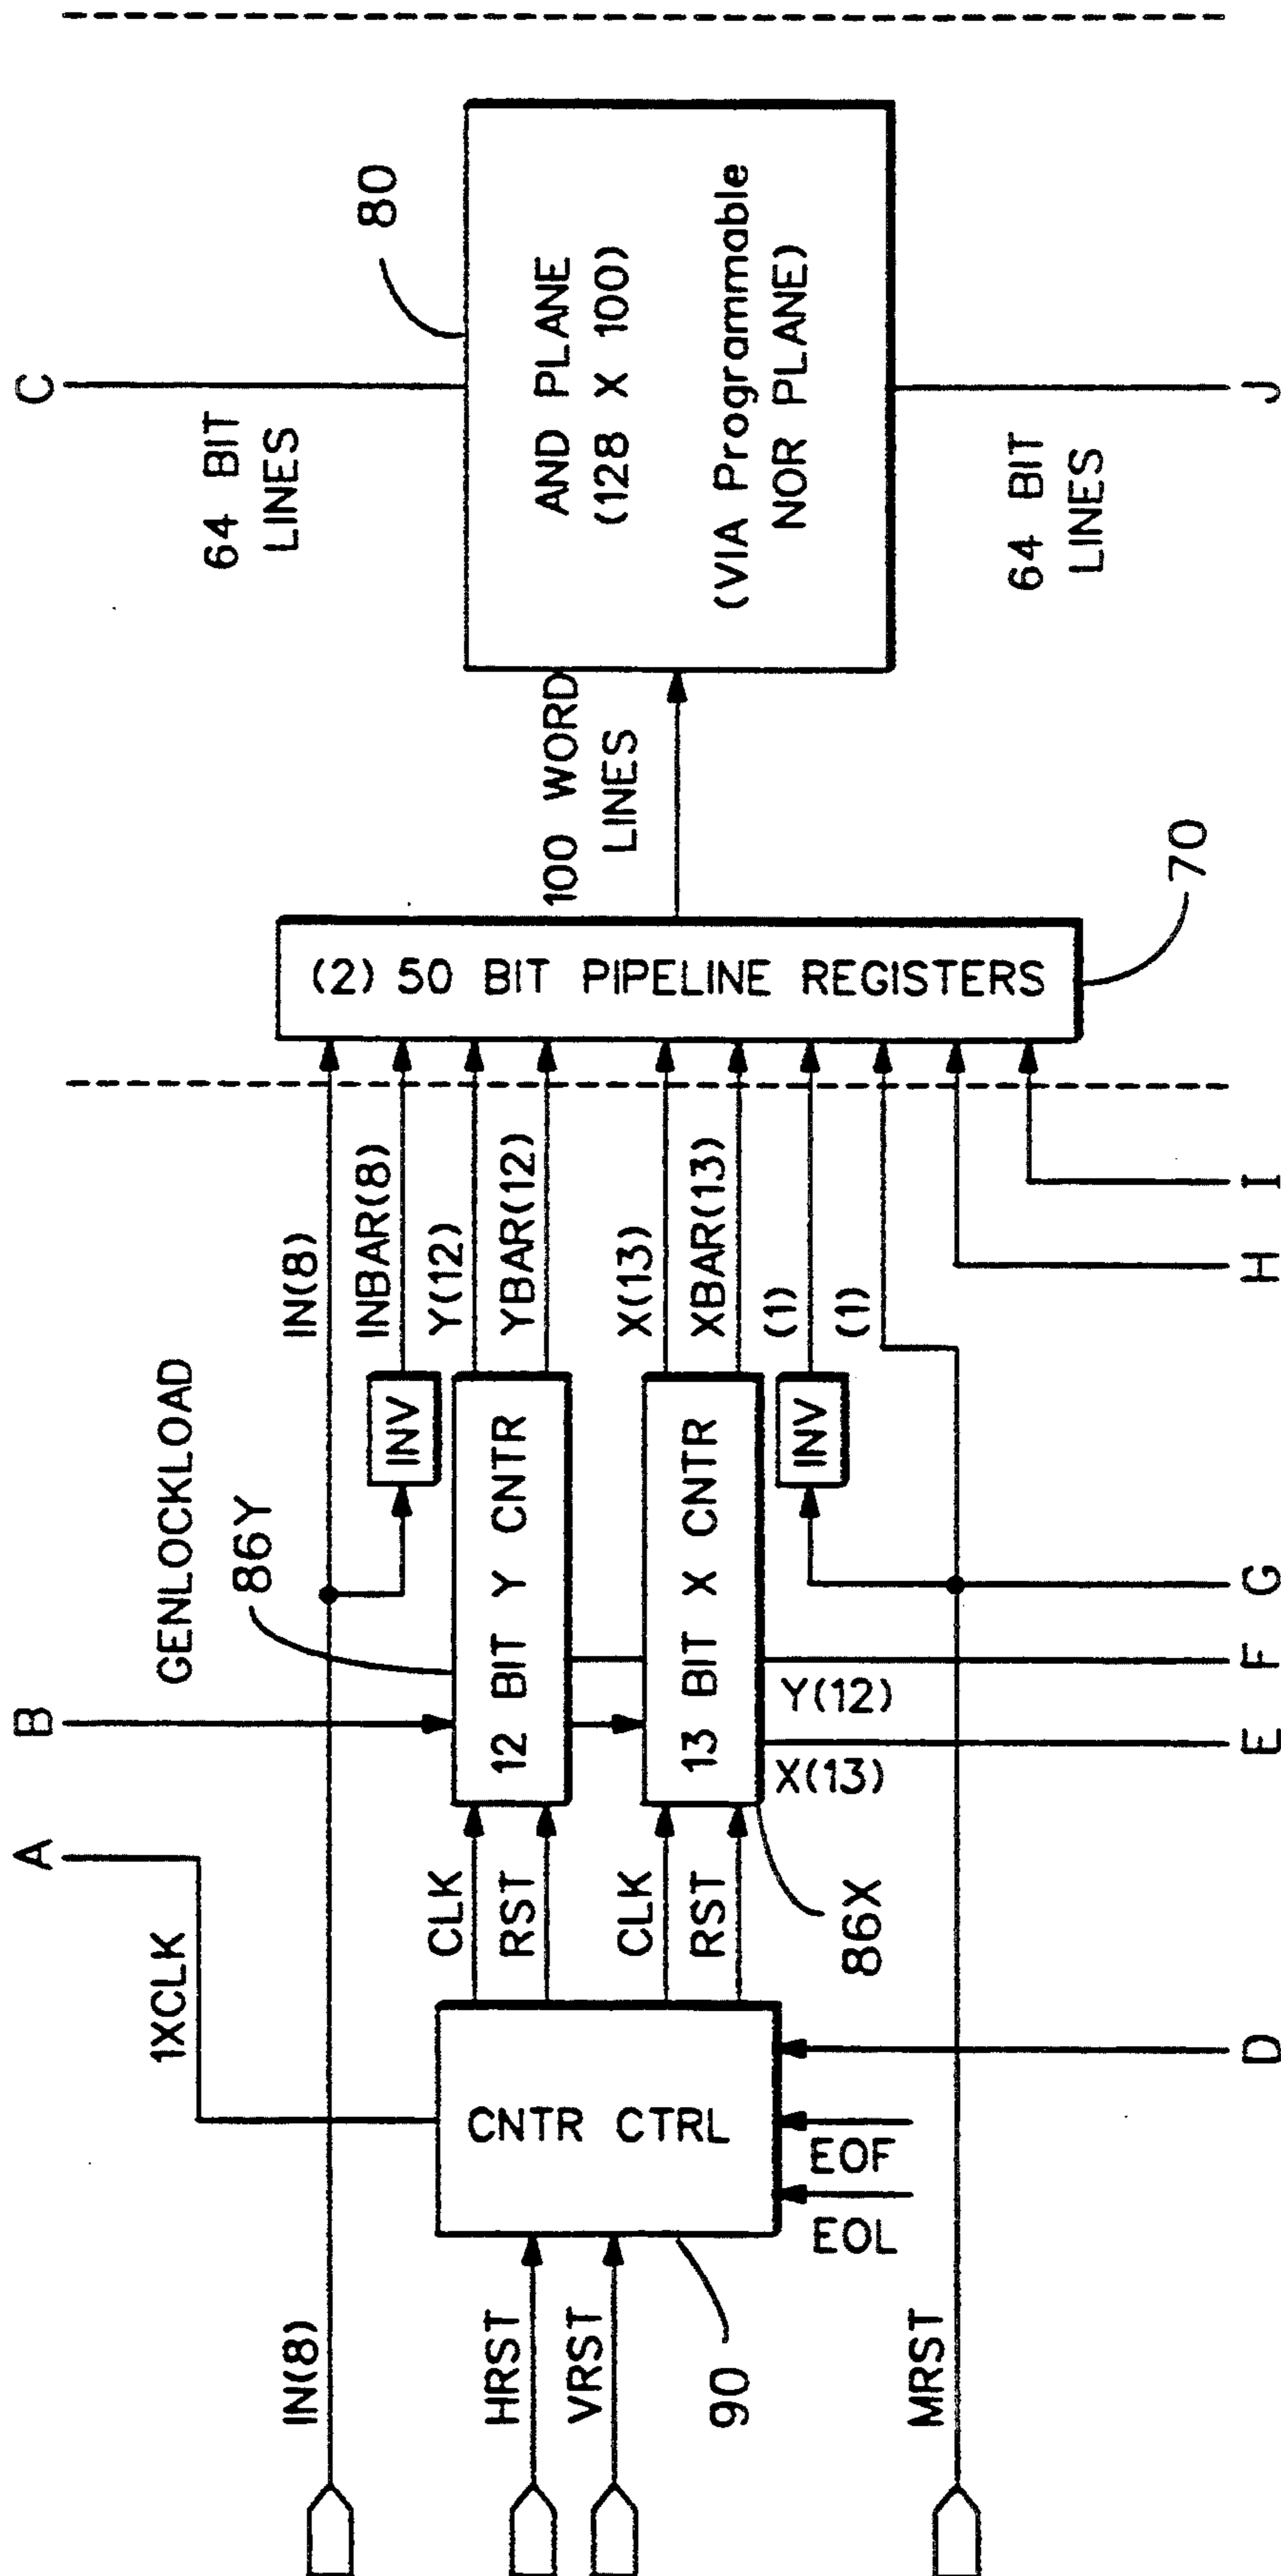 A
B
C
1XCLK
GENLOCKLOAD
64 BIT
LINES
IN(8)
IN(8)
86Y
80
INV
INBAR(8)
HRST
VRST
CLK
RST
12 BIT Y CNTR
Y(12)
YBAR(12)
CNTR CTRL
90
CLK
RST
13 BIT X CNTR
X(13)
XBAR(13)
86X
INV
(1)
(1)
(2) 50 BIT PIPELINE REGISTERS
70
100 WORD
LINES
AND PLANE
(128 X 100)
(VIA Programmable
NOR PLANE)
EOL
EOF
X(13)
Y(12)
MRST
64 BIT
LINES
D
E
F
G
H
I
J